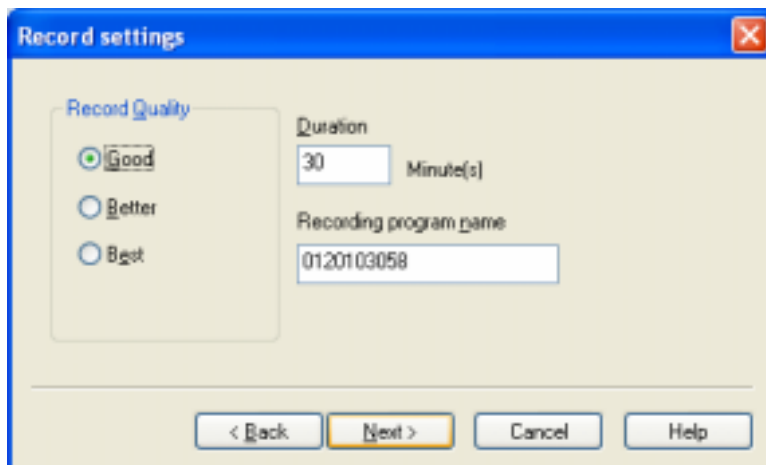 Record settings
Record Quality
Good
Better
Best
Duration
30 Minute(s)
Recording program name
0120103058
< Back Next > Cancel Help